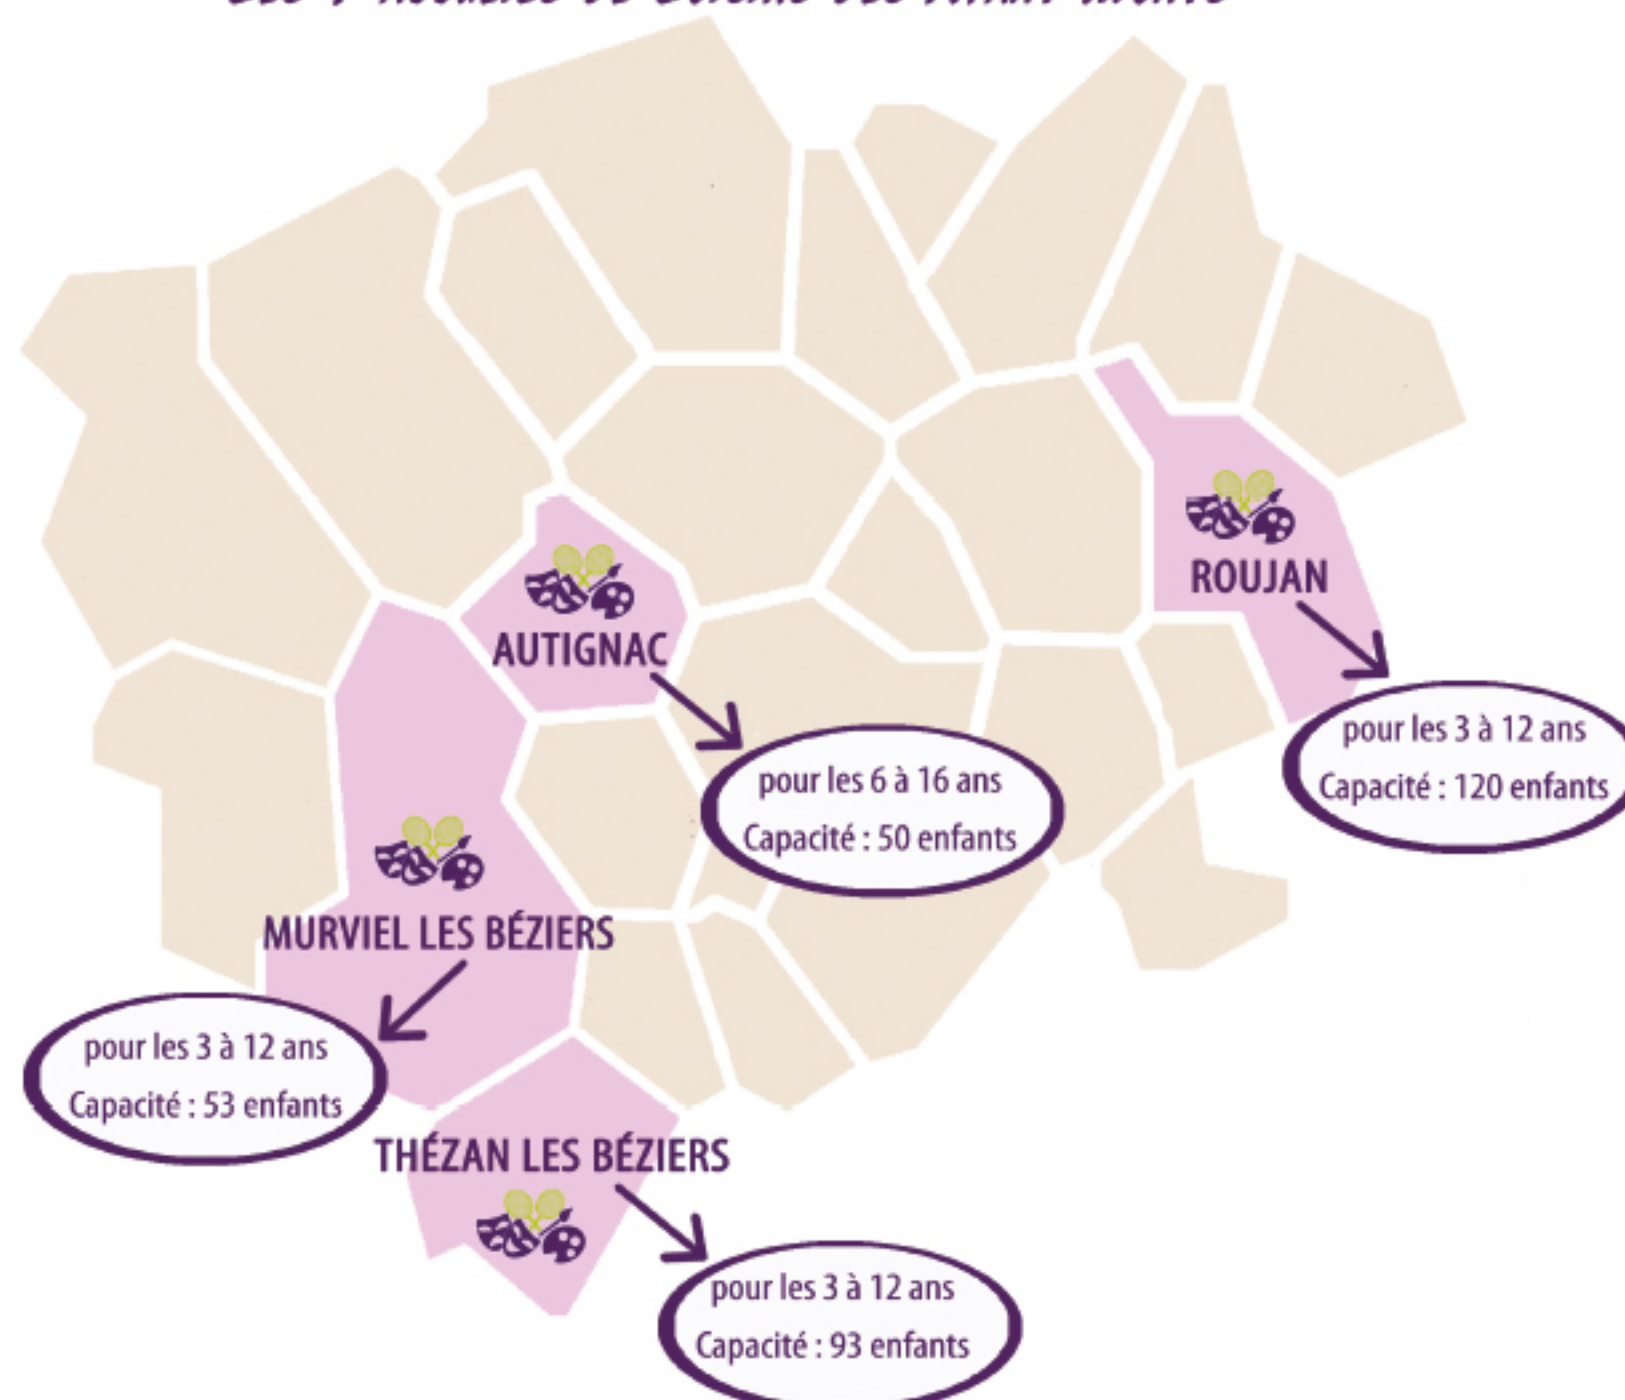 ROUJAN
pour les 3 à 12 ans
Capacité : 120 enfants
AUTIGNAC
pour les 6 à 16 ans
Capacité : 50 enfants
MURVIEL LES BÉZIERS
pour les 3 à 12 ans
Capacité : 53 enfants
THÉZAN LES BÉZIERS
pour les 3 à 12 ans
Capacité : 93 enfants